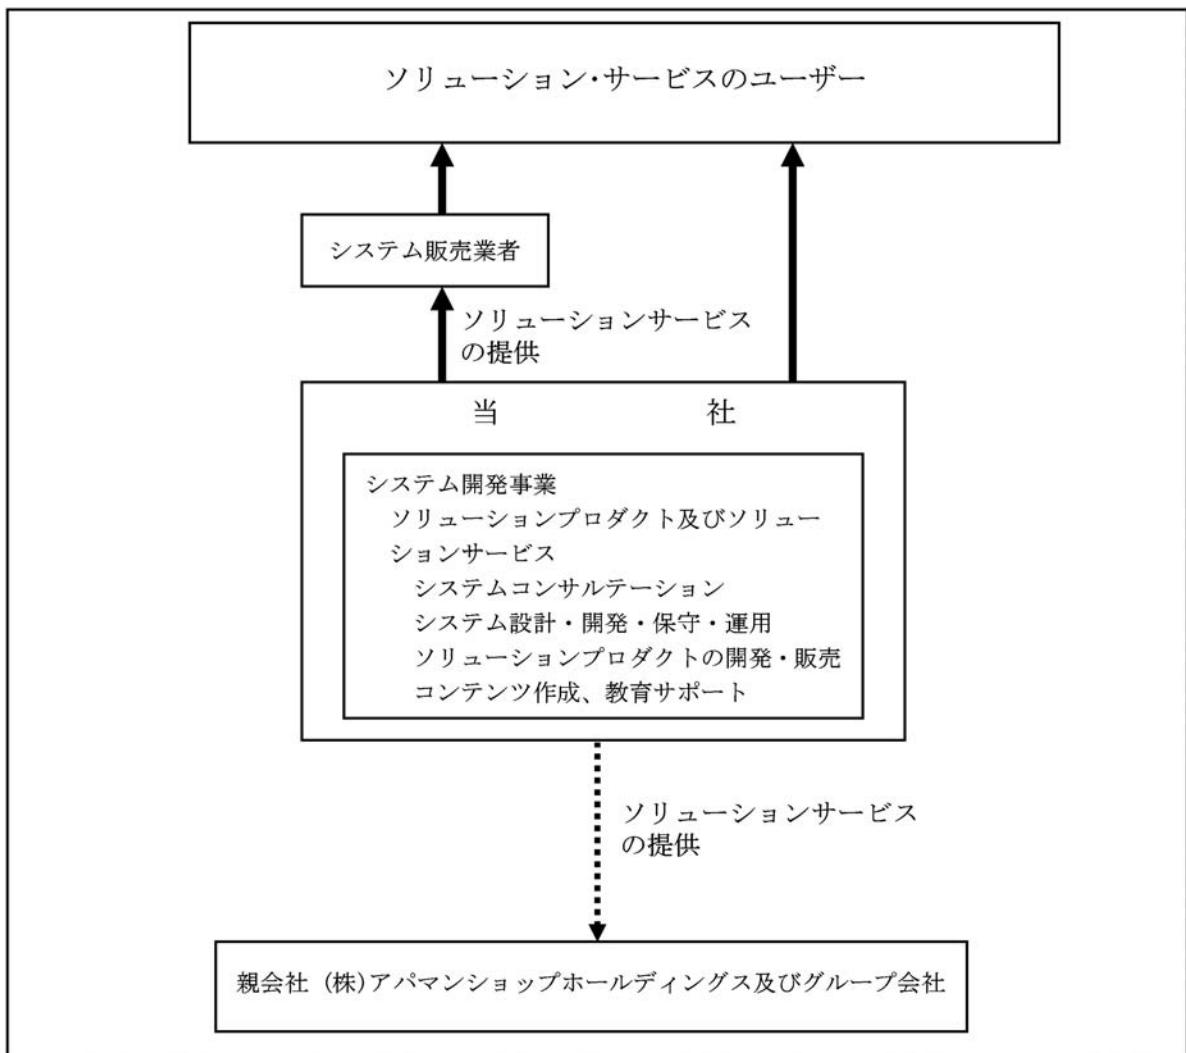 ソリューション・サービスのユーザー
システム販売業者
ソリューションサービス
の提供
当 社
システム開発事業
ソリューションプロダクト及びソリュー
ションサービス
システムコンサルテーション
システム設計・開発・保守・運用
ソリューションプロダクトの開発・販売
コンテンツ作成、教育サポート
ソリューションサービス
の提供
親会社 (株)アパマンショップホールディングス及びグループ会社